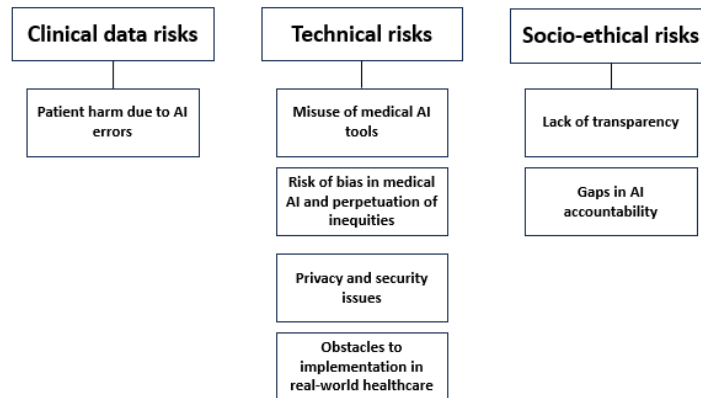 Clinical data risks
Patient harm due to AI
errors
Technical risks
Misuse of medical AI
tools
Risk of bias in medical
AI and perpetuation of
inequities
Privacy and security
issues
Obstacles to
implementation in
real-world healthcare
Socio-ethical risks
Lack of transparency
Gaps in AI
accountability